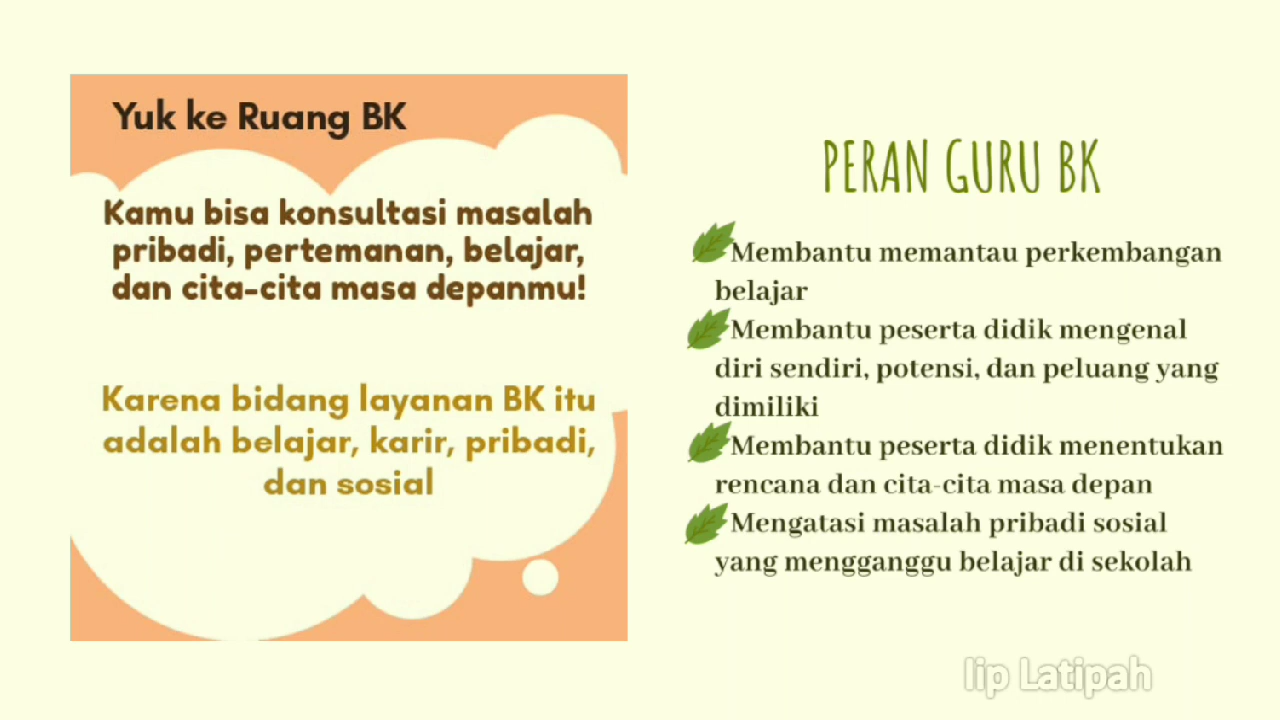 Yuk ke Ruang BK
Kamu bisa konsultasi masalah
pribadi, pertemanan, belajar,
dan cita-cita masa depanmu!
Karena bidang layanan BK itu
adalah belajar, karir, pribadi,
dan sosial
PERAN GURU BK
Membantu memantau perkembangan
belajar
Membantu peserta didik mengenal
diri sendiri, potensi, dan peluang yang
dimiliki
Membantu peserta didik menentukan
rencana dan cita-cita masa depan
Mengatasi masalah pribadi sosial
yang mengganggu belajar di sekolah
Iip Latipah